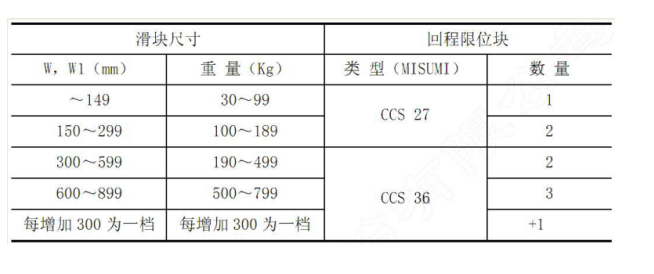 滑块尺寸 回程限位块
W, W1（mm） 重 量（Kg） 类 型（MISUMI） 数 量
～149 30～99 CCS 27 1
150～299 100～189 2
300～599 190～499 CCS 36 2
600～899 500～799 3
每增加 300 为一档 每增加 300 为一档 +1